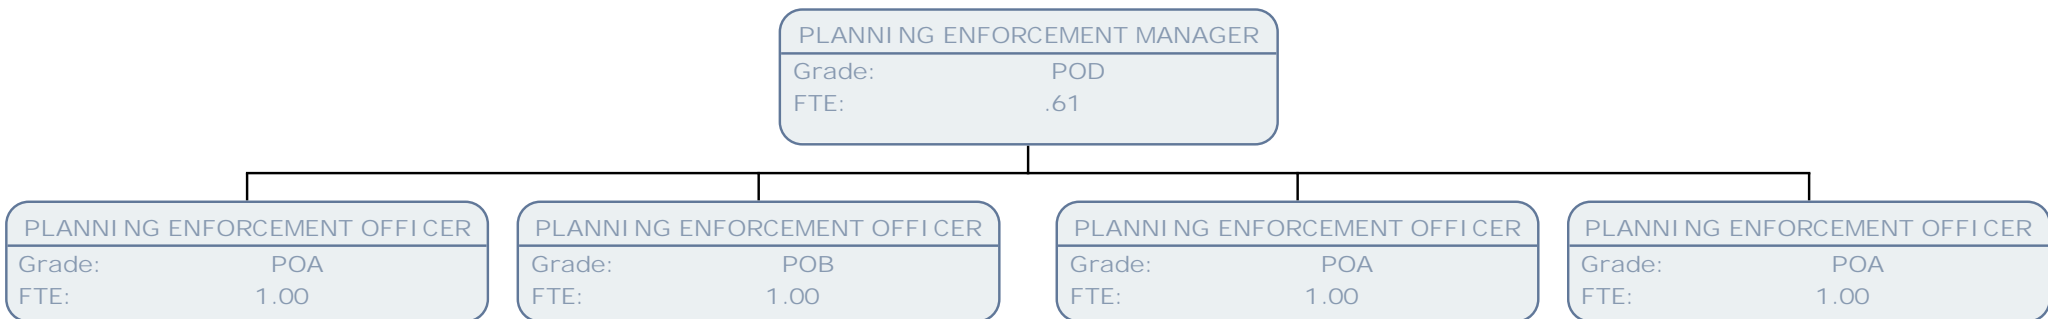 PLANNING ENFORCEMENT MANAGER
Grade: POD
FTE: .61
PLANNING ENFORCEMENT OFFICER
Grade: POA
FTE: 1.00
PLANNING ENFORCEMENT OFFICER
Grade: POB
FTE: 1.00
PLANNING ENFORCEMENT OFFICER
Grade: POA
FTE: 1.00
PLANNING ENFORCEMENT OFFICER
Grade: POA
FTE: 1.00